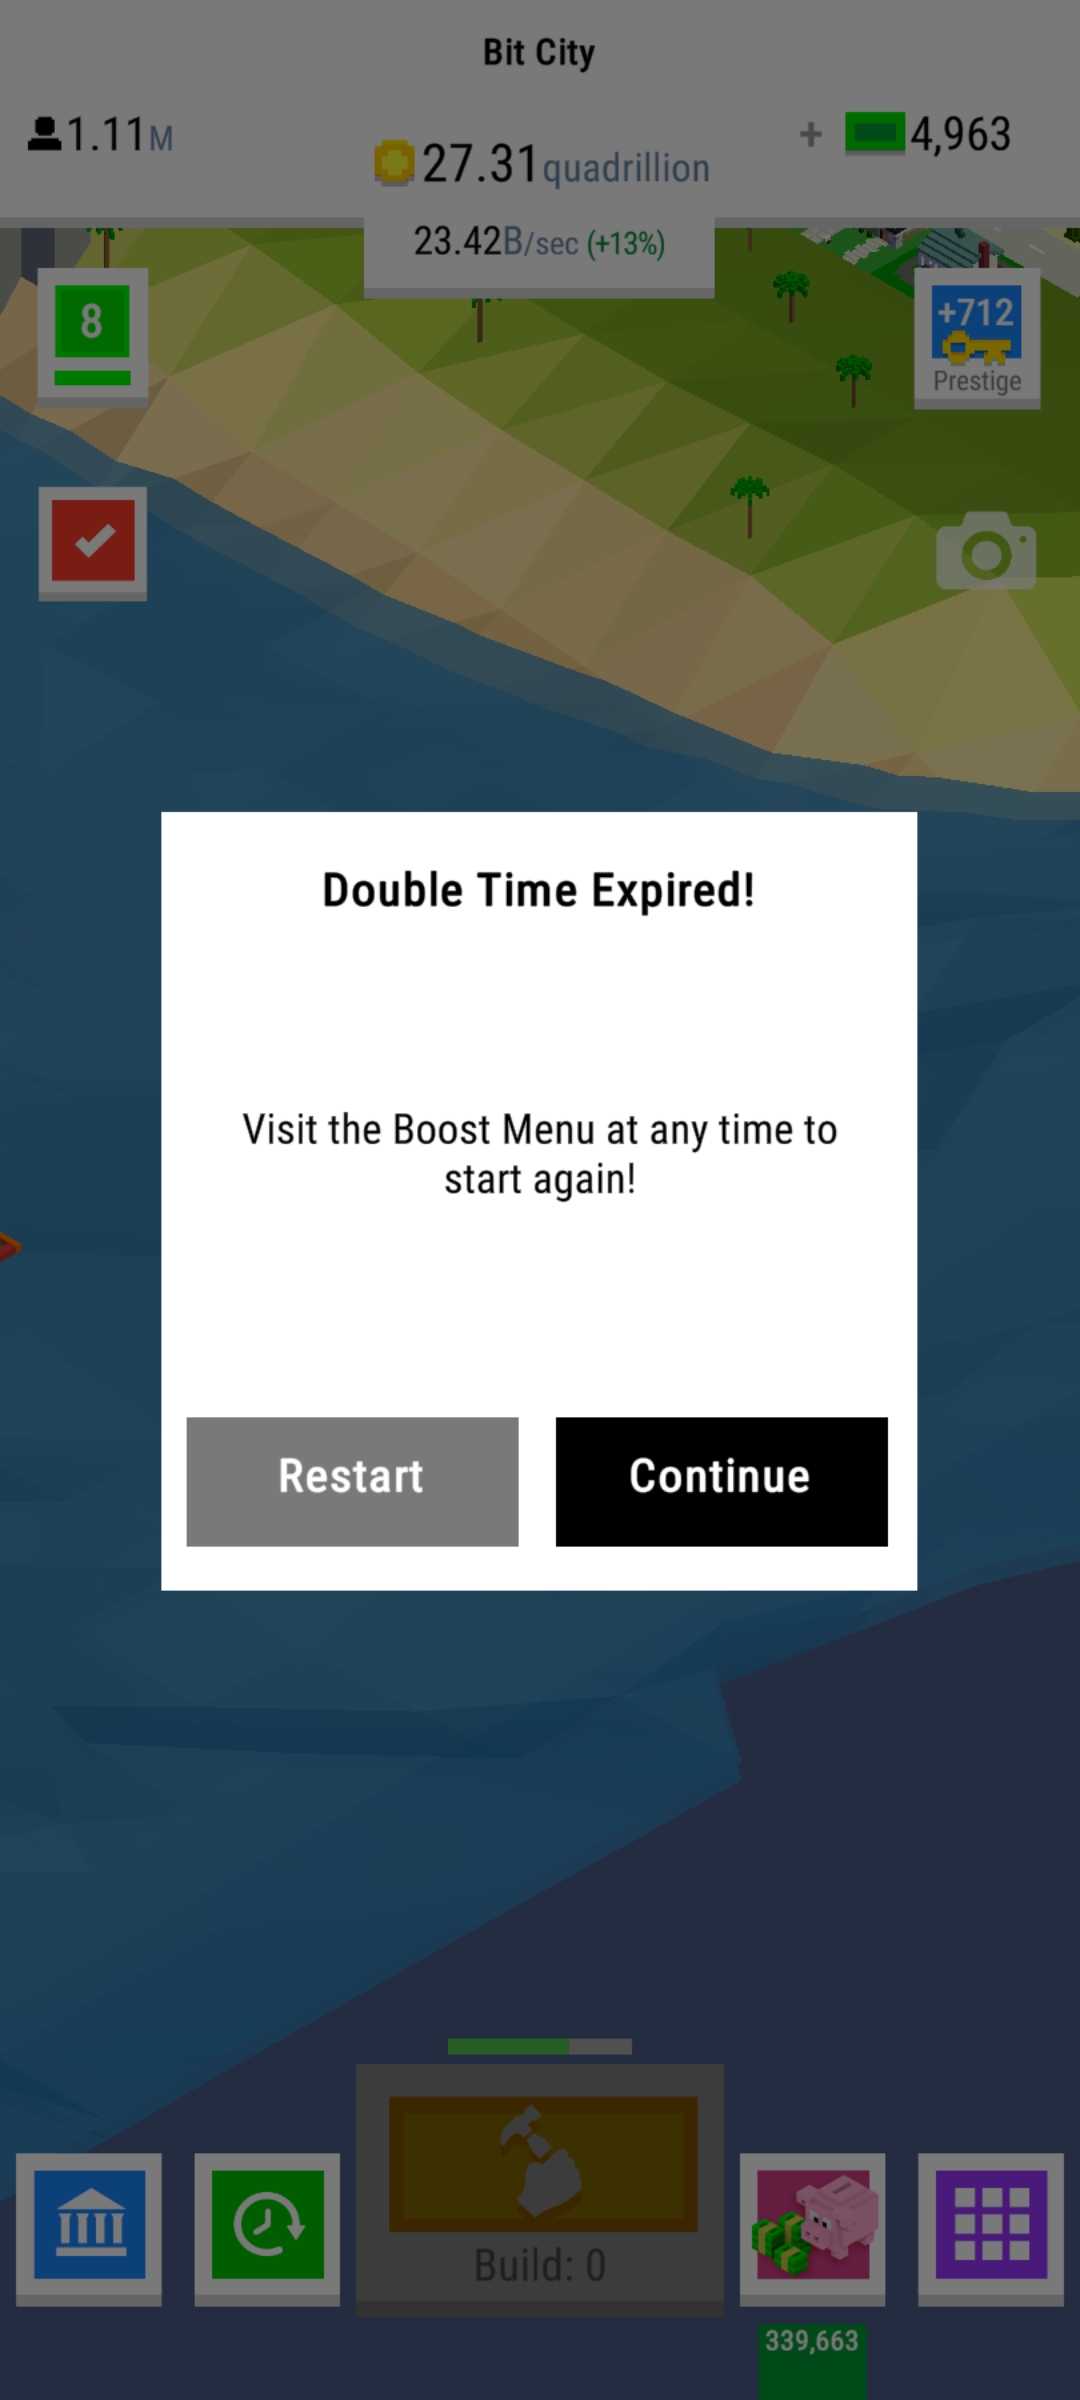 Bit City
1.11M
27.31quadrillion
+ 4,963
23.42B/sec (+13%)
8
+712
Prestige
Double Time Expired!
Visit the Boost Menu at any time to
start again!
Restart
Continue
Build: 0
339,663